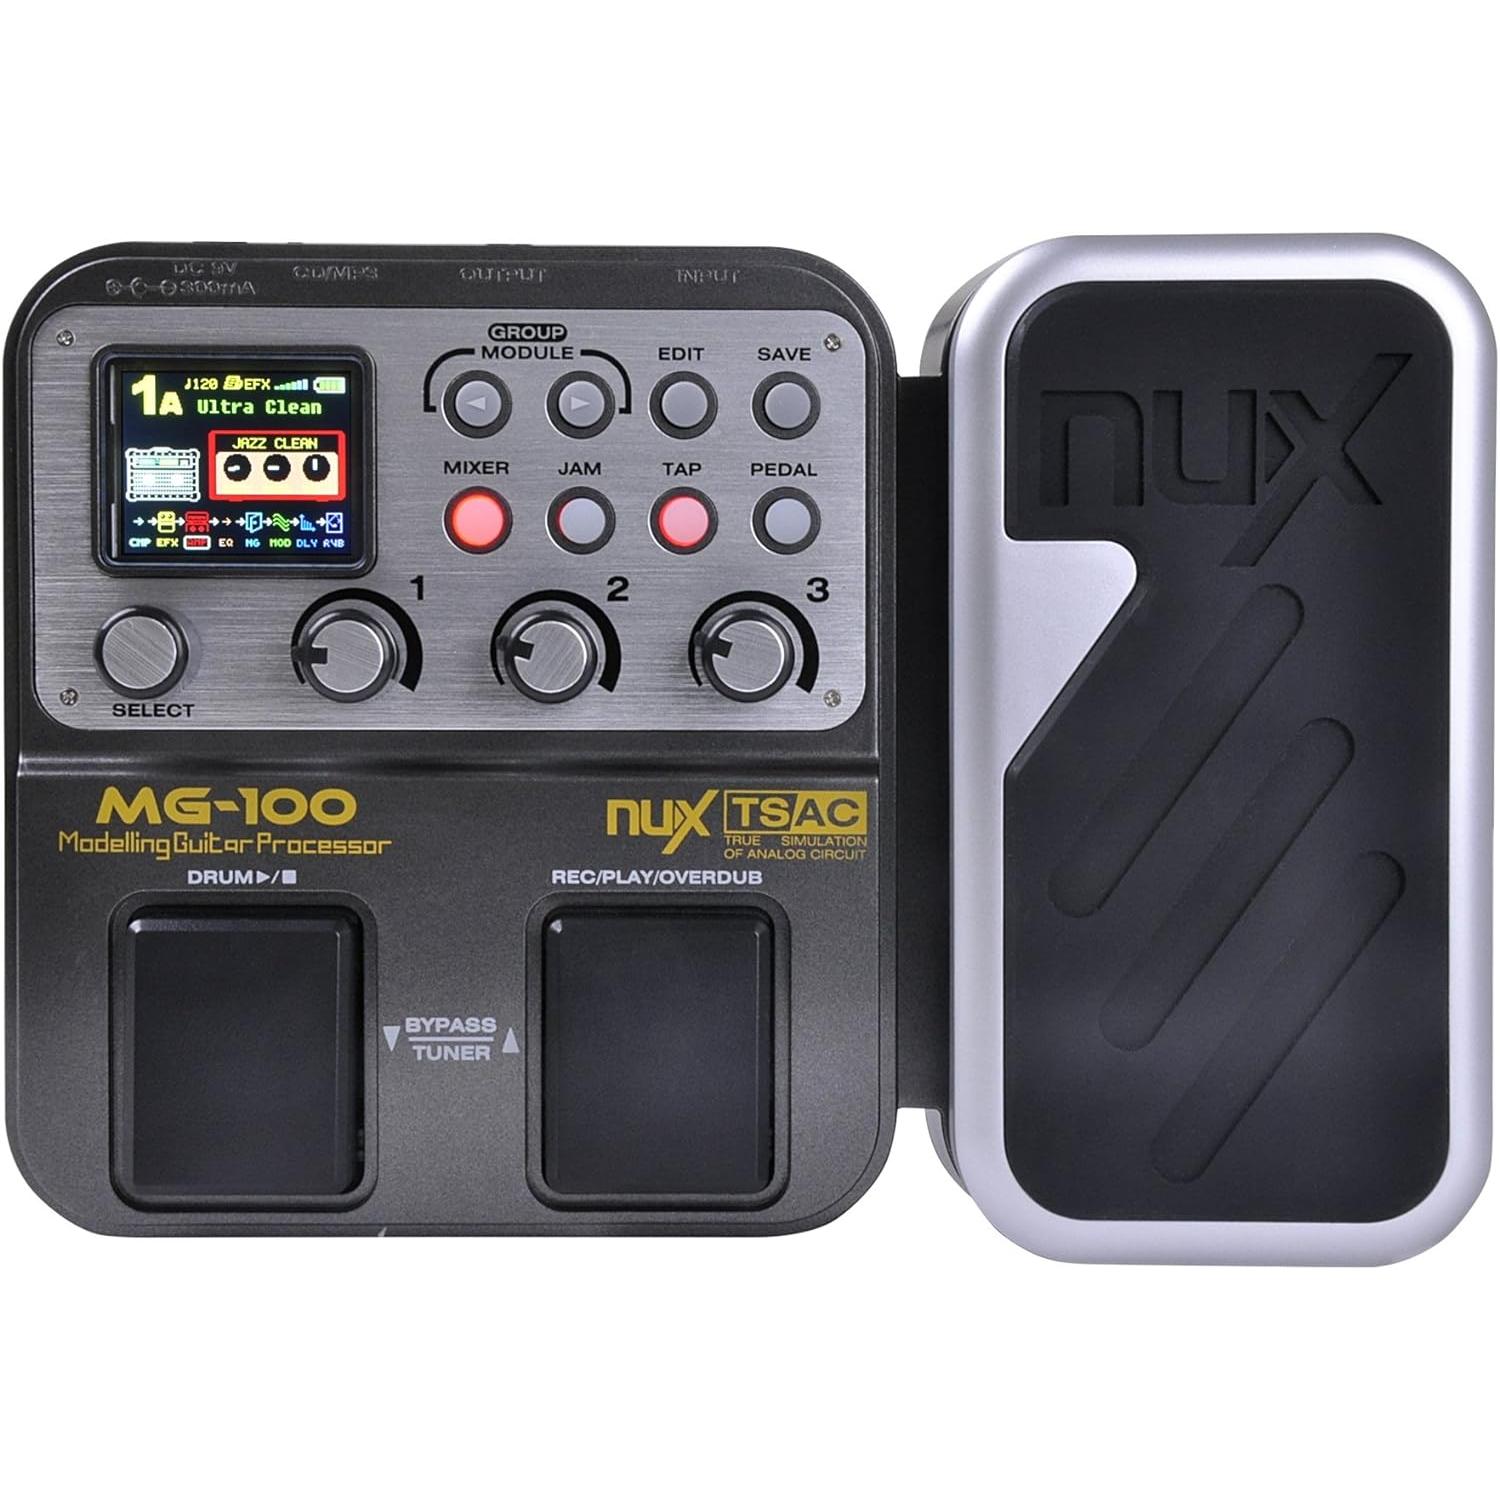 DC 9V
300mA
CD/MP3
OUTPUT
INPUT
GROUP
MODULE
EDIT
SAVE
1A
J120
EFX
Ultra Clean
JAZZ CLEAN
CMP EFX AMP EQ NG MOD DLY RVB
MIXER
JAM
TAP
PEDAL
SELECT
1
2
3
MG-100
Modelling Guitar Processor
nux TSAC
TRUE SIMULATION
OF ANALOG CIRCUIT
DRUM▶/■
REC/PLAY/OVERDUB
▼ BYPASS ▲
TUNER
nux